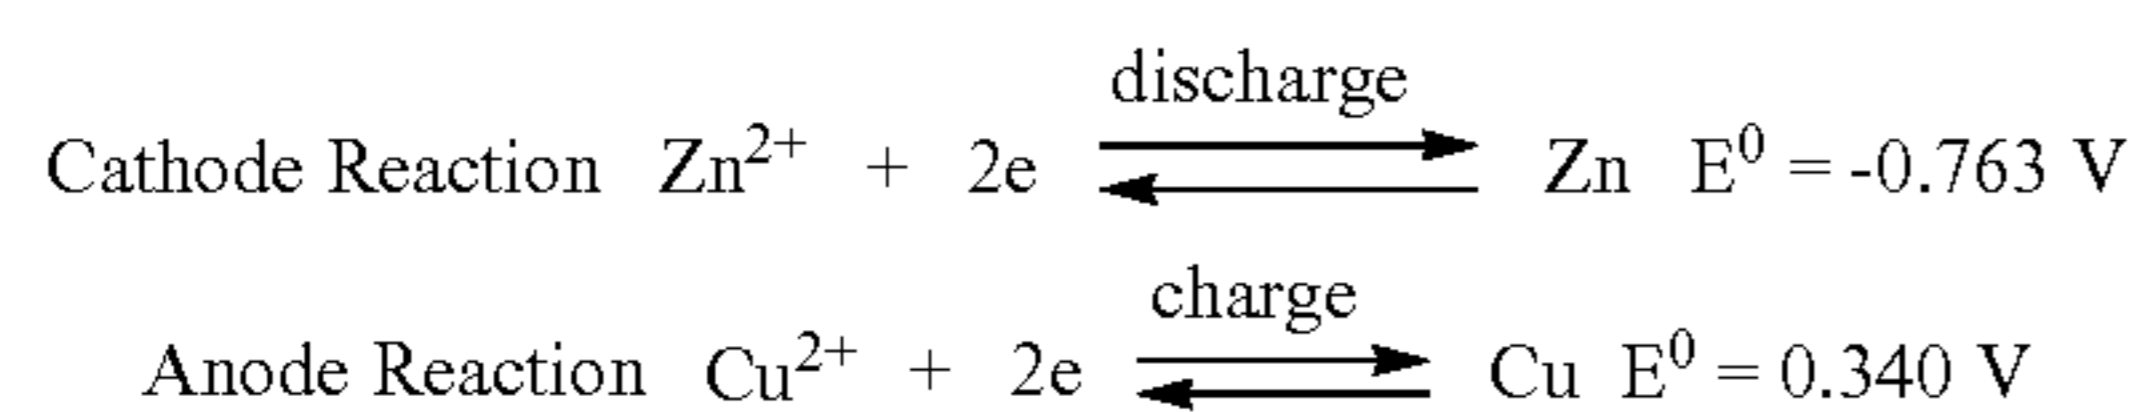 discharge
Cathode Reaction Zn²⁺ + 2e ⇌ Zn E⁰ = -0.763 V
charge
Anode Reaction Cu²⁺ + 2e ⇌ Cu E⁰ = 0.340 V